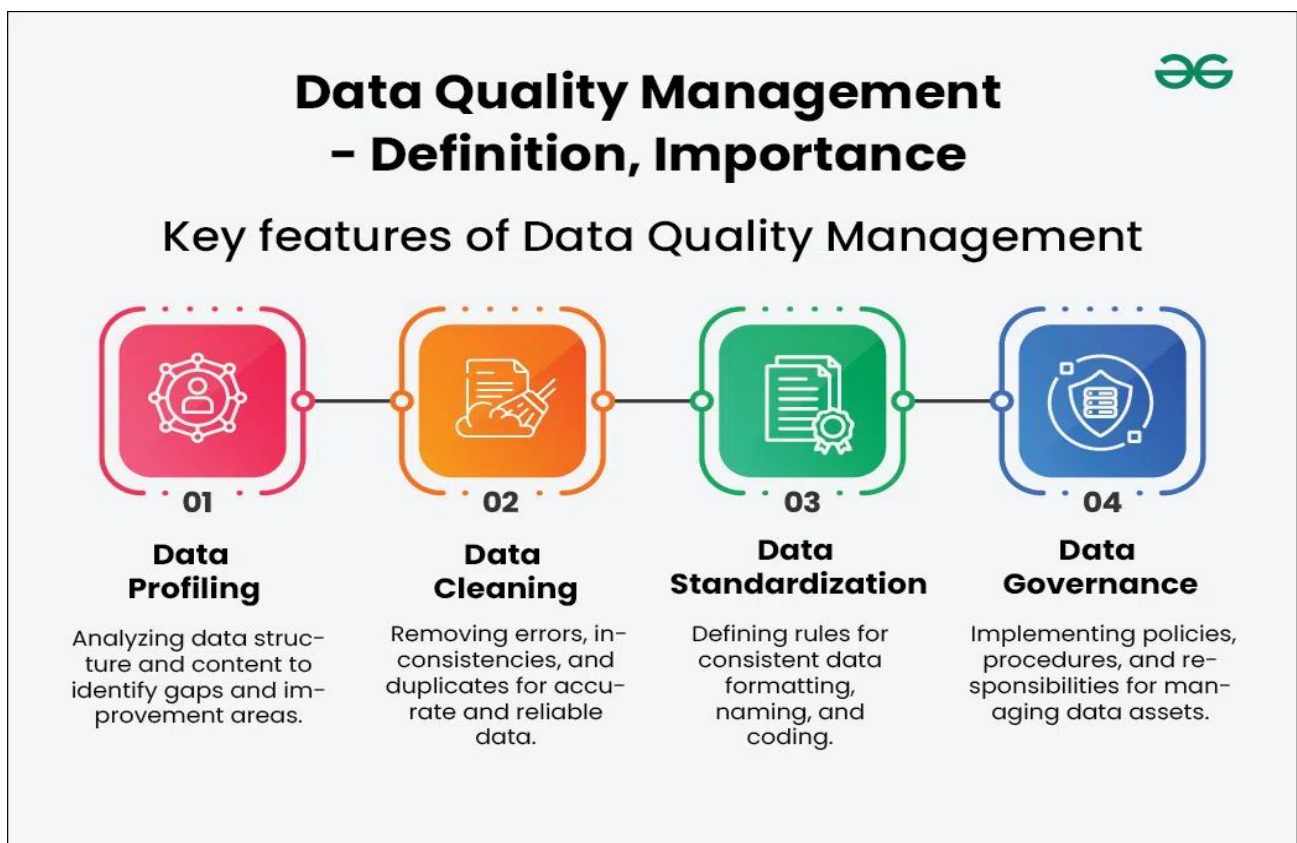 Data Quality Management
- Definition, Importance
Key features of Data Quality Management
01
Data
Profiling
Analyzing data struc-
ture and content to
identify gaps and im-
provement areas.
02
Data
Cleaning
Removing errors, in-
consistencies, and
duplicates for accu-
rate and reliable
data.
03
Data
Standardization
Defining rules for
consistent data
formatting,
naming, and
coding.
04
Data
Governance
Implementing policies,
procedures, and re-
sponsibilities for man-
aging data assets.